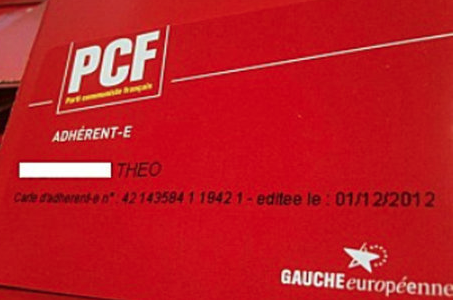 PCF
Parti communiste français
ADHÉRENT-E
THEO
Carte d'adherent-e n° : 42 143584 1 1942 1 - editee le : 01/12/2012
GAUCHE européenne